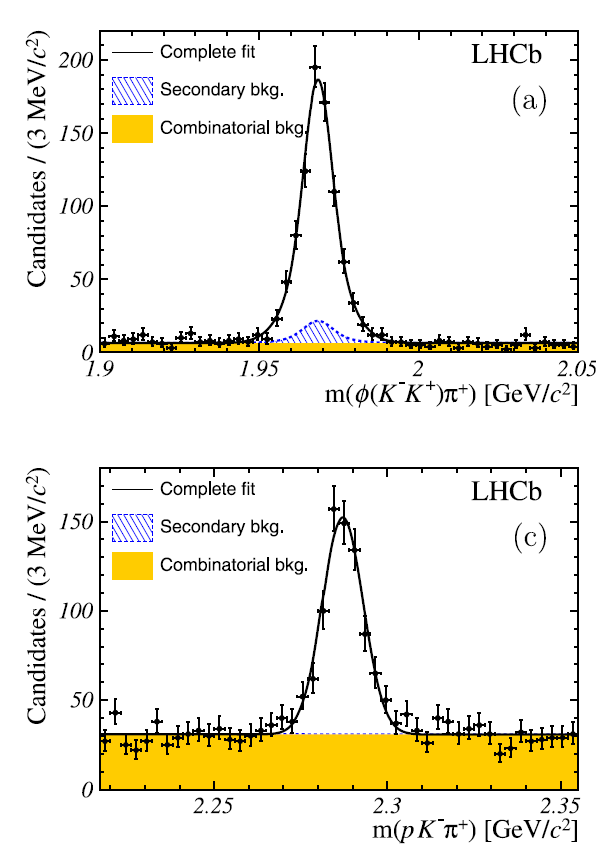 Candidates / (3 MeV/c²)
200
150
100
50
0
Complete fit
Secondary bkg.
Combinatorial bkg.
LHCb
(a)
1.9 1.95 2 2.05
m(ϕ(K⁻K⁺)π⁺) [GeV/c²]
Candidates / (3 MeV/c²)
150
100
50
0
Complete fit
Secondary bkg.
Combinatorial bkg.
LHCb
(c)
2.25 2.3 2.35
m(pK⁻π⁺) [GeV/c²]